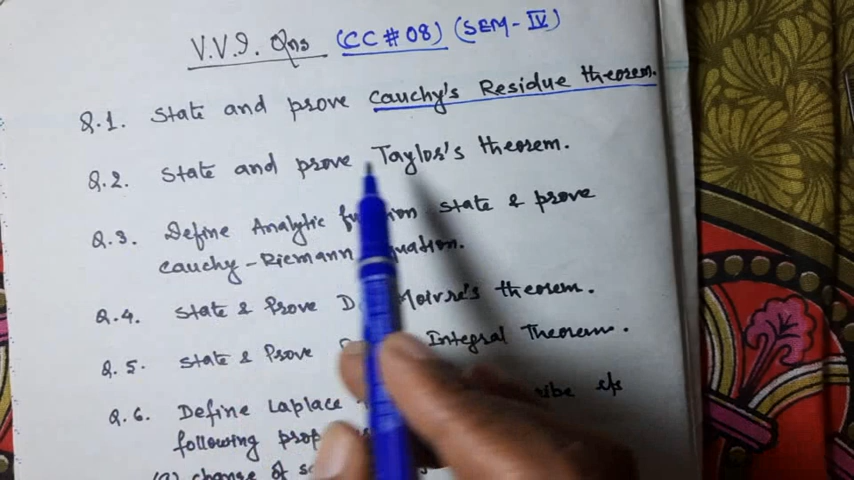 V.V.I. Qns (CC # 08) (SEM- IV)
Q.1. State and prove Cauchy's Residue theorem.
Q.2. State and prove Taylor's theorem.
Q.3. Define Analytic state & prove
Cauchy-Riemann
Q.4. State & Prove theorem.
Q.5. State & Prove Integral Theorem.
Q.6. Define Laplace
following
(a) change of